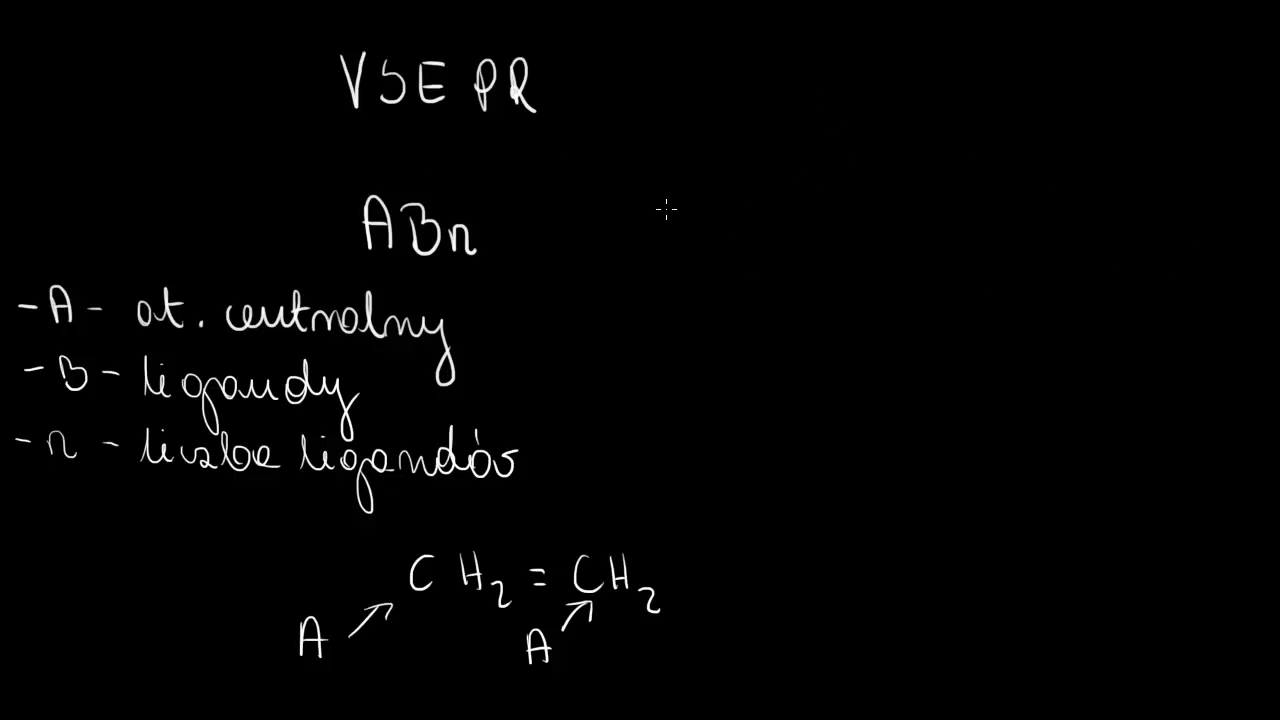 VSEPR
ABn
- A - at. centralny
- B - ligandy
- n - liczba ligandów
CH2 = CH2
A A